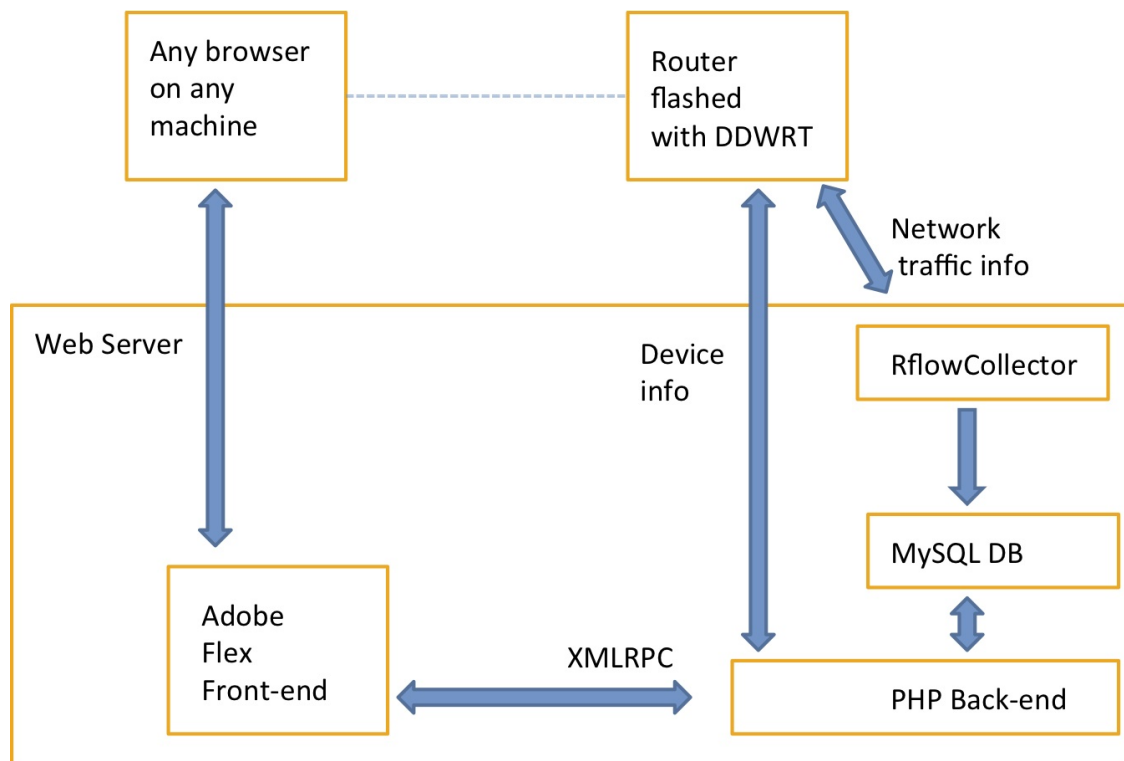 Any browser
on any
machine
Router
flashed
with DDWRT
Network
traffic info
Web Server
Device
info
RflowCollector
MySQL DB
Adobe
Flex
Front-end
XMLRPC
PHP Back-end